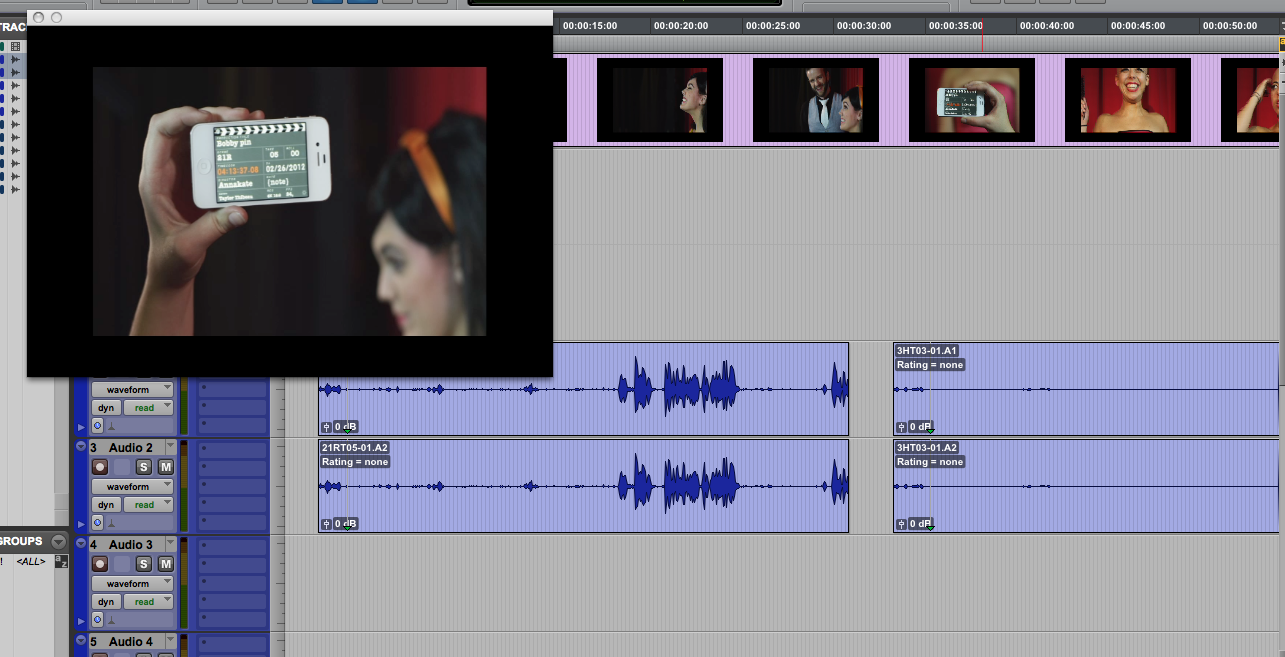 TRAC
00:00:15:00
00:00:20:00
00:00:25:00
00:00:30:00
00:00:35:00
00:00:40:00
00:00:45:00
00:00:50:00
Bobby pin
05
00
04:13:37.08
02/26/2012
Annakate
(note)
waveform
dyn
read
0 dB
3HT03-01.A1
Rating = none
0 dB
3 Audio 2
S M
waveform
dyn
read
21RT05-01.A2
Rating = none
0 dB
3HT03-01.A2
Rating = none
0 dB
GROUPS
! <ALL>
a z
4 Audio 3
S M
waveform
dyn
read
5 Audio 4